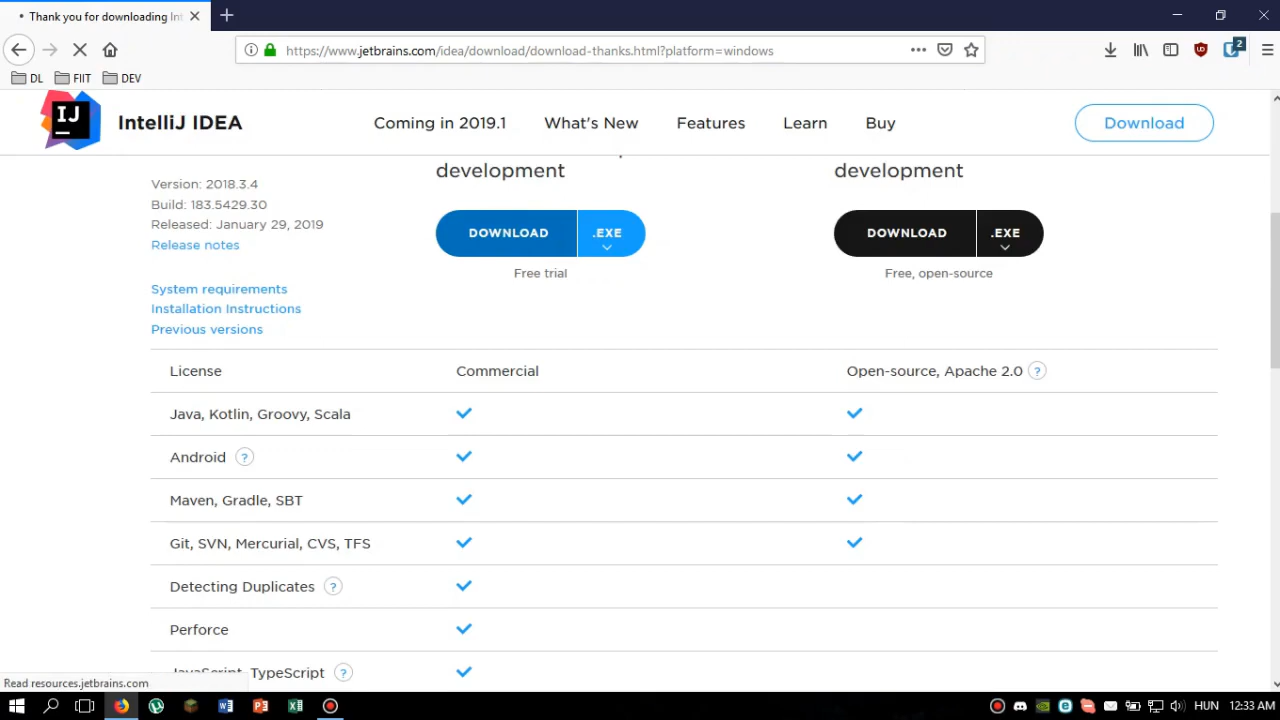 Thank you for downloading Int
https://www.jetbrains.com/idea/download/download-thanks.html?platform=windows
2
DL FIIT DEV
IJ
IntelliJ IDEA
Coming in 2019.1
What's New
Features
Learn
Buy
Download
development
development
Version: 2018.3.4
Build: 183.5429.30
Released: January 29, 2019
Release notes
DOWNLOAD .EXE
Free trial
DOWNLOAD .EXE
Free, open-source
System requirements
Installation Instructions
Previous versions
License Commercial Open-source, Apache 2.0 ?
Java, Kotlin, Groovy, Scala
Android ?
Maven, Gradle, SBT
Git, SVN, Mercurial, CVS, TFS
Detecting Duplicates ?
Perforce
JavaScript, TypeScript ?
Read resources.jetbrains.com
HUN 12:33 AM